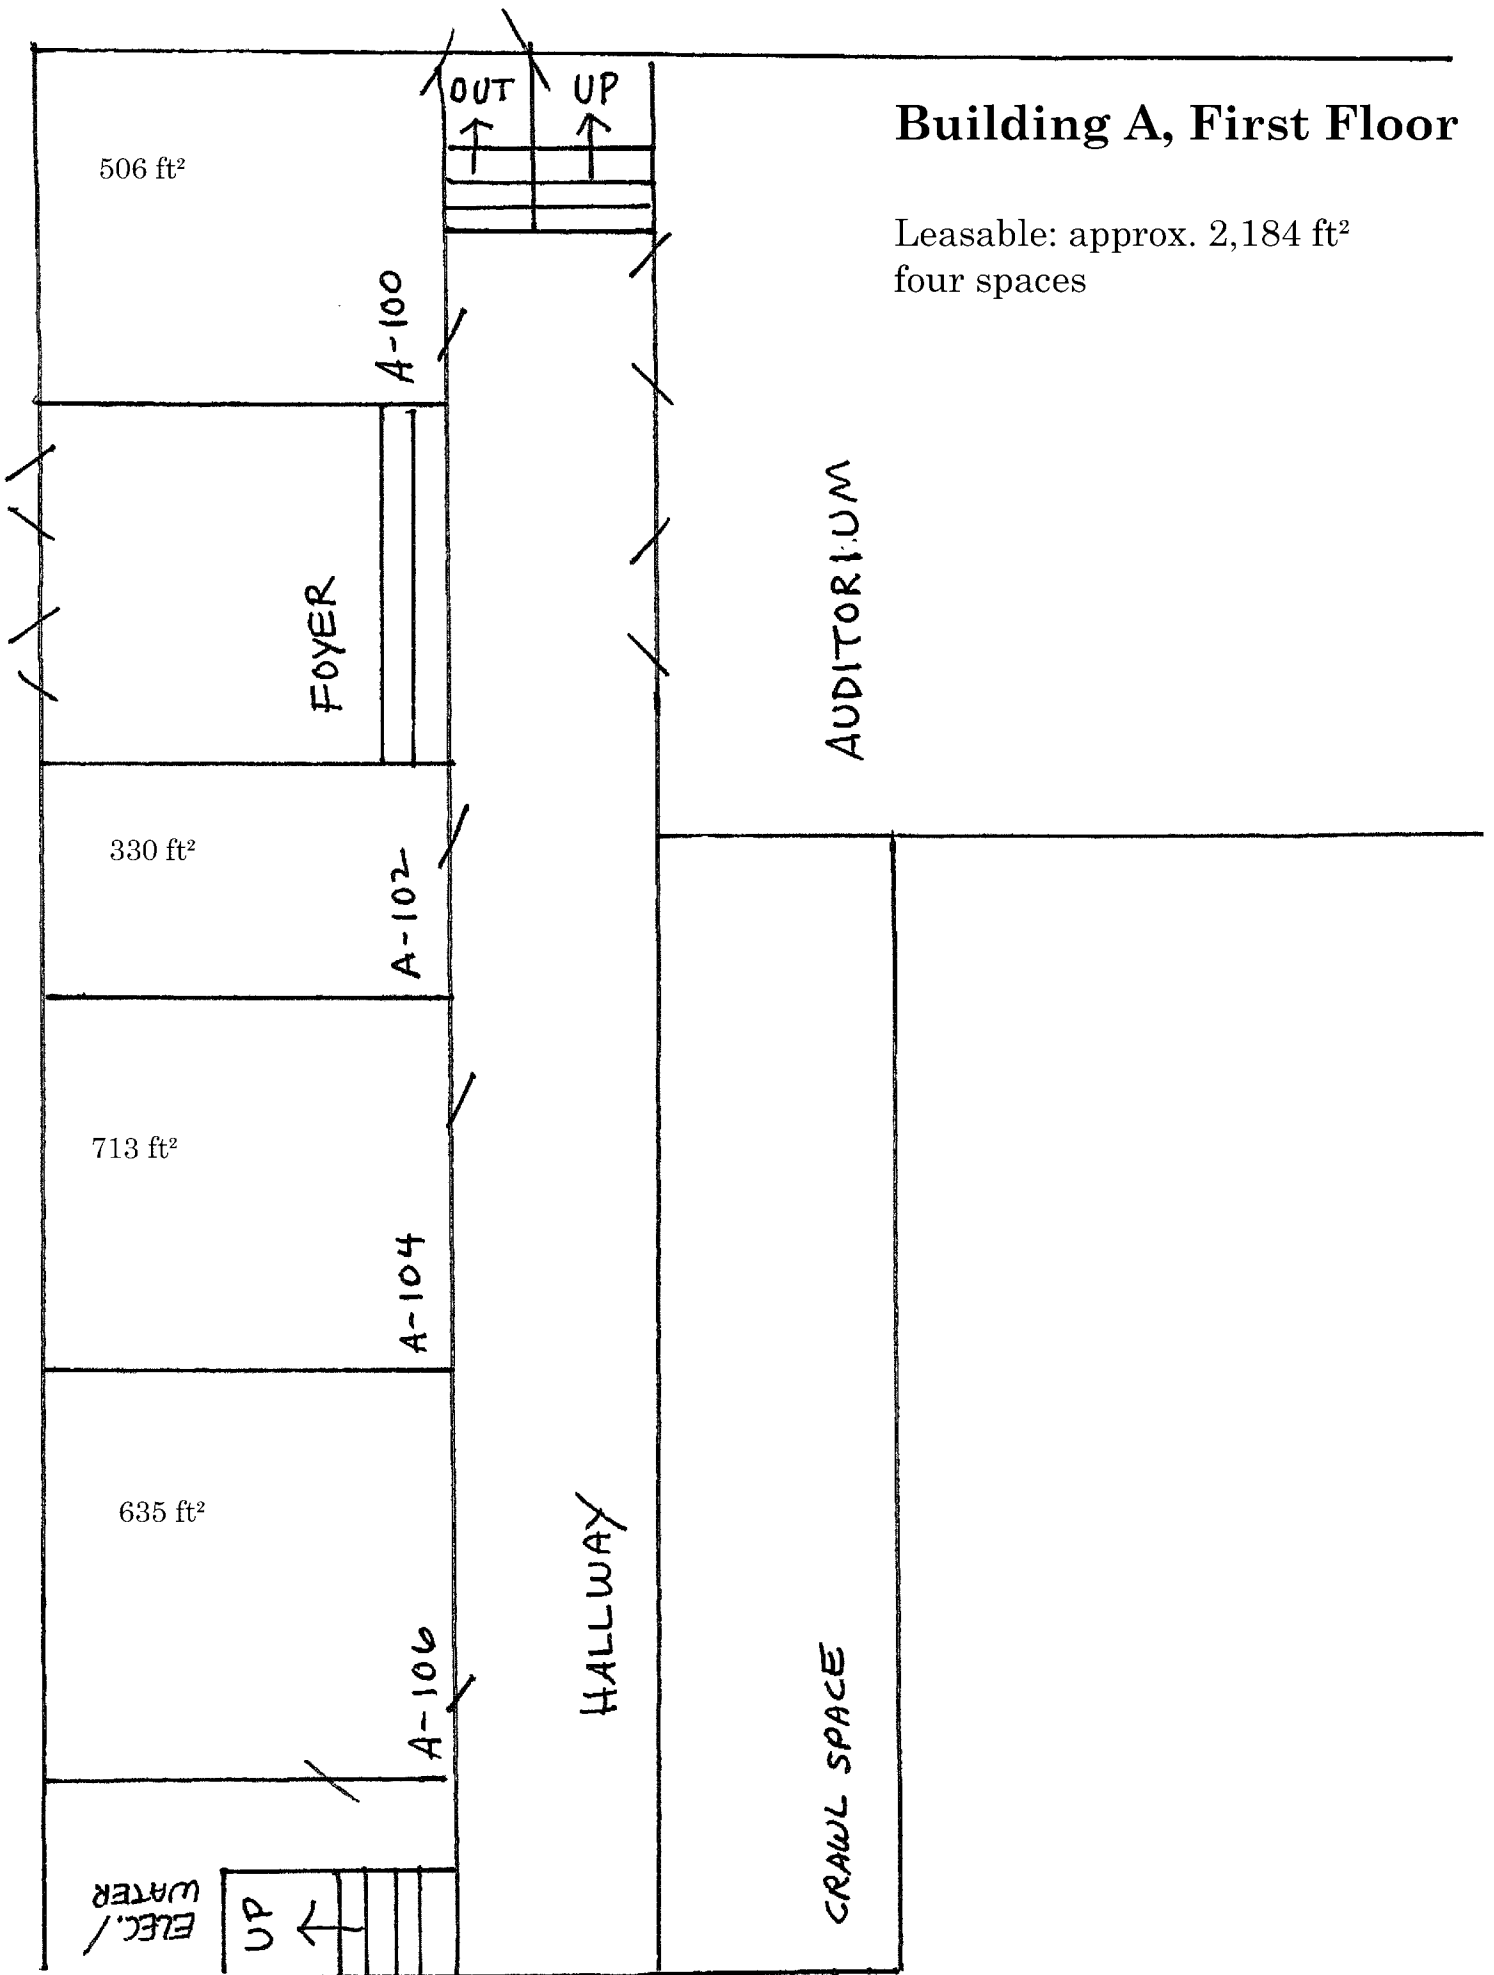 OUT
UP
Building A, First Floor
506 ft²
Leasable: approx. 2,184 ft²
four spaces
A-100
FOYER
AUDITORIUM
330 ft²
A-102
713 ft²
A-104
635 ft²
A-106
HALLWAY
CRAWL SPACE
ELEC./
WATER
UP